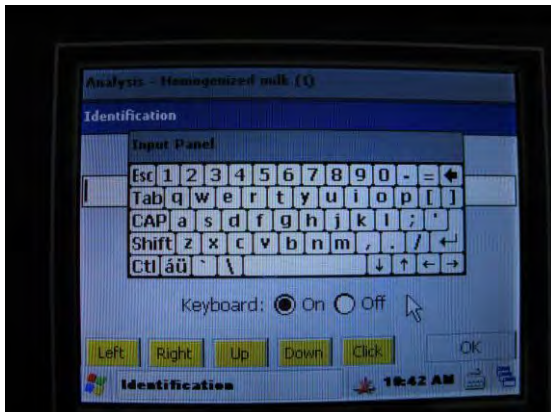 Analysis - Homogenized milk (1)
Identification
Input Panel
Esc 1 2 3 4 5 6 7 8 9 0 - = 🡄
Tab q w e r t y u i o p [ ]
CAP a s d f g h j k l ; '
Shift z x c v b n m , . / ↵
Ctl áü ` \ ↓ ↑ ← →
Keyboard: On Off
Left Right Up Down Click OK
Identification 10:42 AM